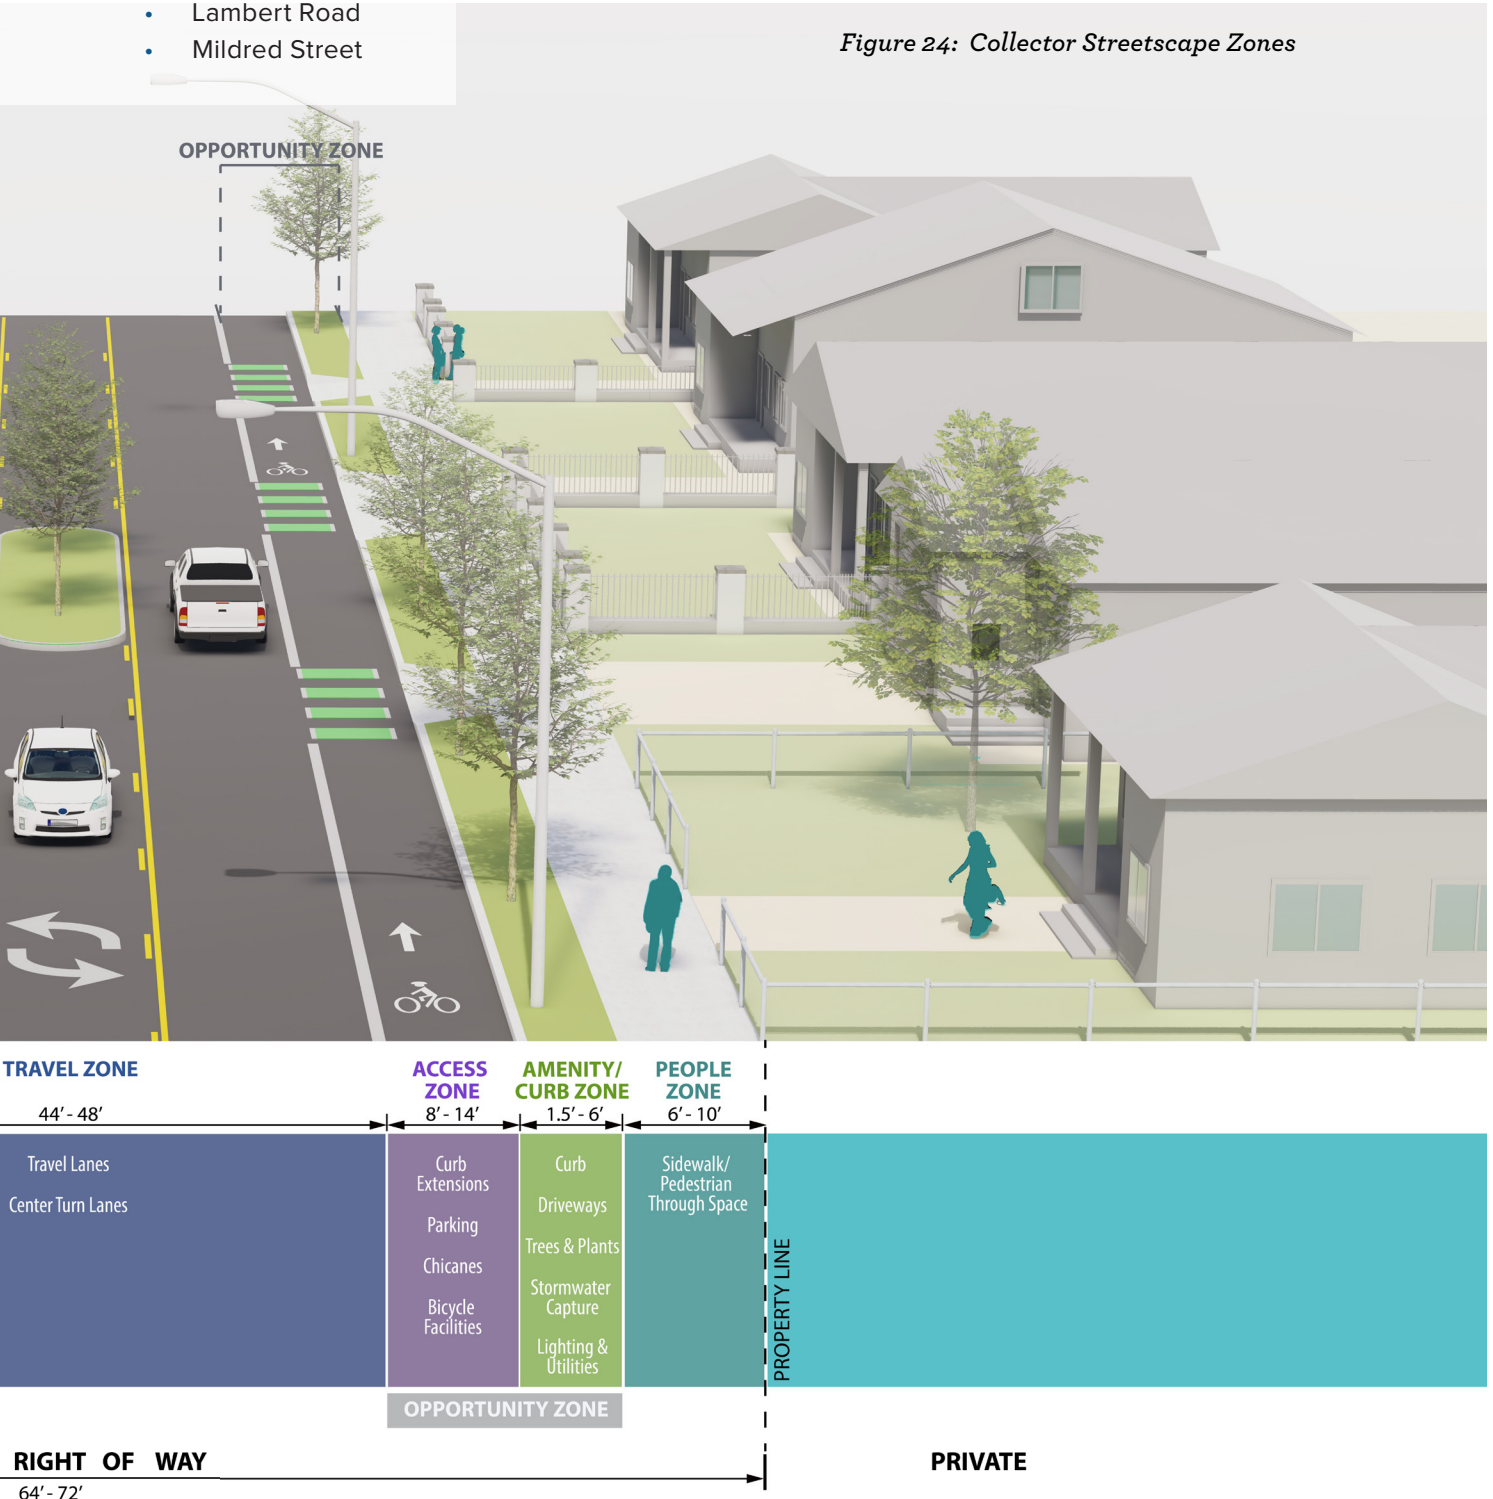 • Lambert Road
• Mildred Street
Figure 24: Collector Streetscape Zones
OPPORTUNITY ZONE
TRAVEL ZONE
44’ - 48’
ACCESS
ZONE
8’ - 14’
AMENITY/
CURB ZONE
1.5’ - 6’
PEOPLE
ZONE
6’ - 10’
Travel Lanes
Center Turn Lanes
Curb
Extensions
Parking
Chicanes
Bicycle
Facilities
Curb
Driveways
Trees & Plants
Stormwater
Capture
Lighting &
Utilities
Sidewalk/
Pedestrian
Through Space
PROPERTY LINE
OPPORTUNITY ZONE
RIGHT OF WAY
64’ - 72’
PRIVATE